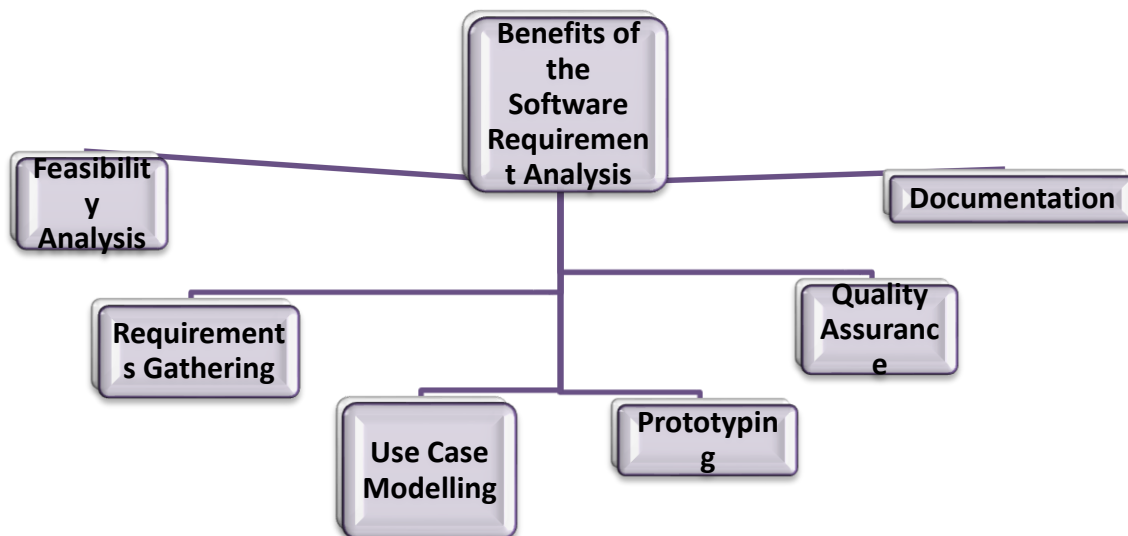 Benefits of
the
Software
Requiremen
t Analysis
Feasibilit
y
Analysis
Documentation
Requirement
s Gathering
Quality
Assuranc
e
Use Case
Modelling
Prototypin
g